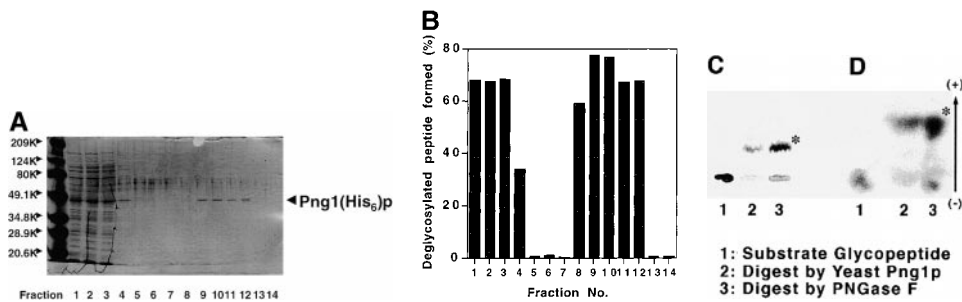 A
209K
124K
80K
49.1K
34.8K
28.9K
20.6K
◄Png1(His6)p
Fraction 1 2 3 4 5 6 7 8 9 10 11 12 13 14
B
Deglycosylated peptide formed (%)
80
60
40
20
0
1 2 3 4 5 6 7 8 9 10 11 12 13 14
Fraction No.
C
*
1 2 3
D
(+)
*
(-)
1 2 3
1: Substrate Glycopeptide
2: Digest by Yeast Png1p
3: Digest by PNGase F